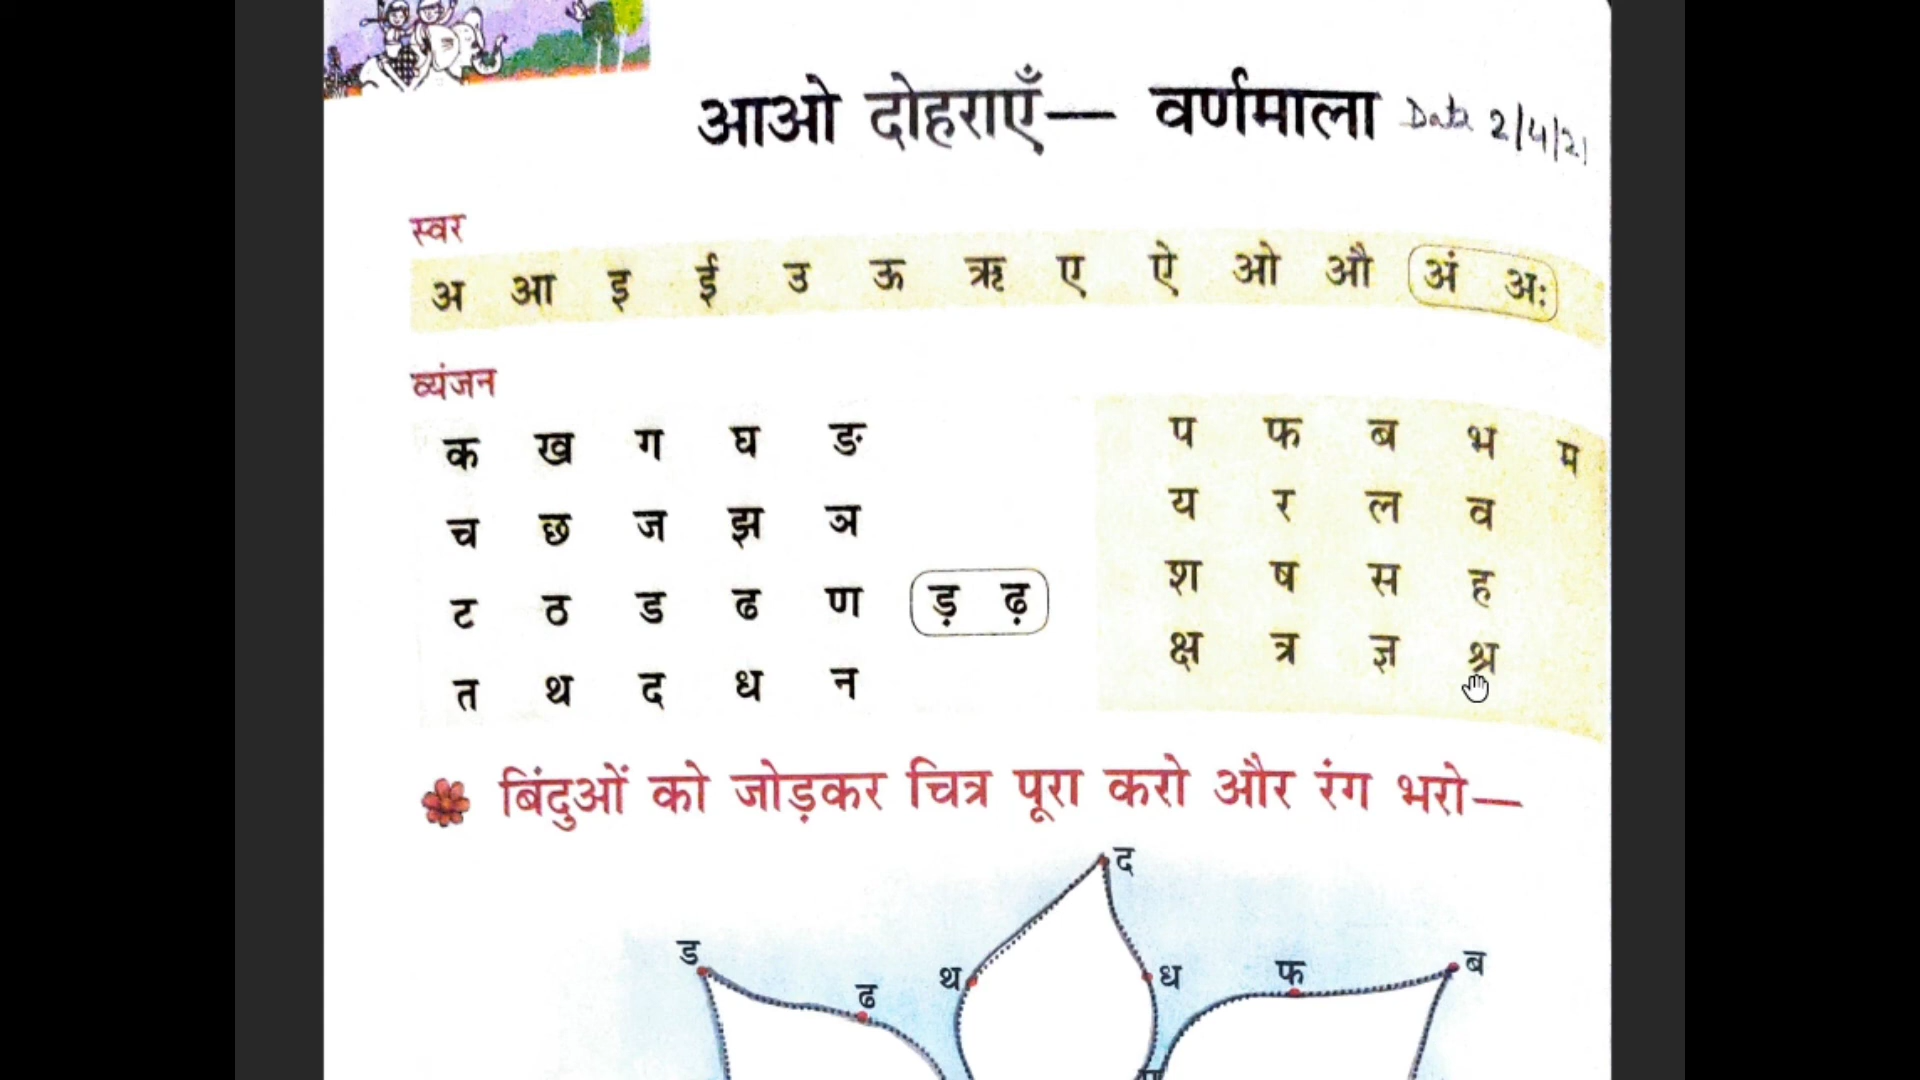 आओ दोहराएँ— वर्णमाला Date 2/4/21
स्वर
अ आ इ ई उ ऊ ऋ ए ऐ ओ औ अं अः
व्यंजन
क ख ग घ ङ
च छ ज झ ञ
ट ठ ड ढ ण ड़ ढ़
त थ द ध न
प फ ब भ म
य र ल व
श ष स ह
क्ष त्र ज्ञ श्र
बिंदुओं को जोड़कर चित्र पूरा करो और रंग भरो—
द
ड
ढ
थ
ध
फ
ब